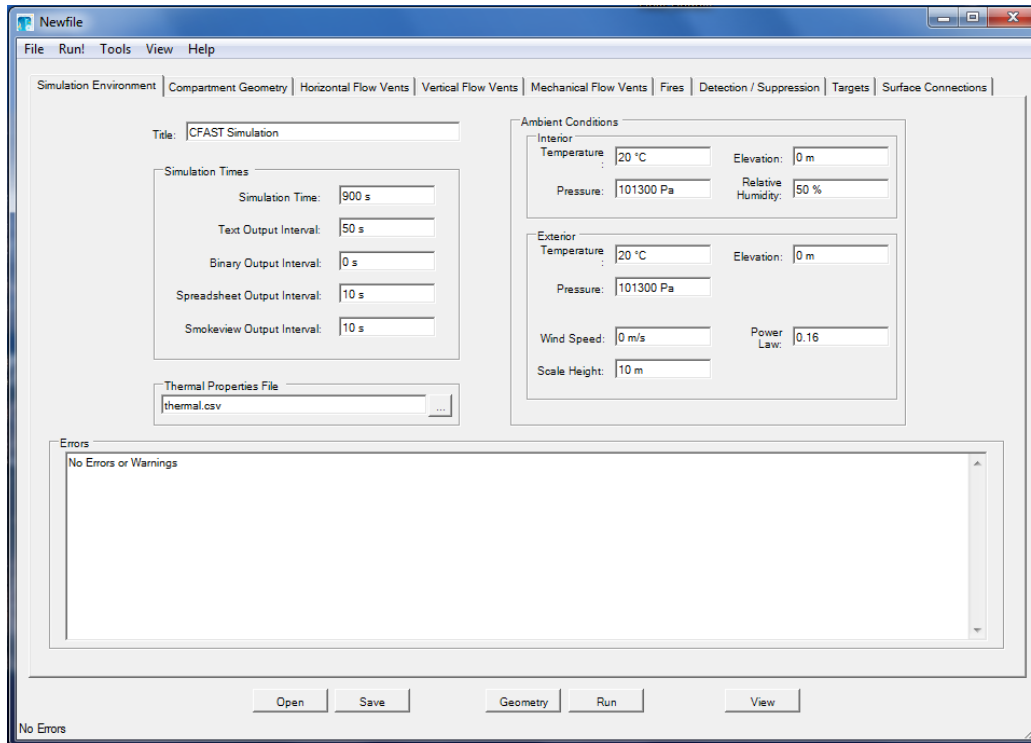 Newfile
File Run! Tools View Help
Simulation Environment Compartment Geometry Horizontal Flow Vents Vertical Flow Vents Mechanical Flow Vents Fires Detection / Suppression Targets Surface Connections
Title: CFAST Simulation
Simulation Times
Simulation Time: 900 s
Text Output Interval: 50 s
Binary Output Interval: 0 s
Spreadsheet Output Interval: 10 s
Smokeview Output Interval: 10 s
Thermal Properties File
thermal.csv ...
Ambient Conditions
Interior
Temperature : 20 °C Elevation: 0 m
Pressure: 101300 Pa Relative Humidity: 50 %
Exterior
Temperature : 20 °C Elevation: 0 m
Pressure: 101300 Pa
Wind Speed: 0 m/s Power Law: 0.16
Scale Height: 10 m
Errors
No Errors or Warnings
Open Save Geometry Run View
No Errors